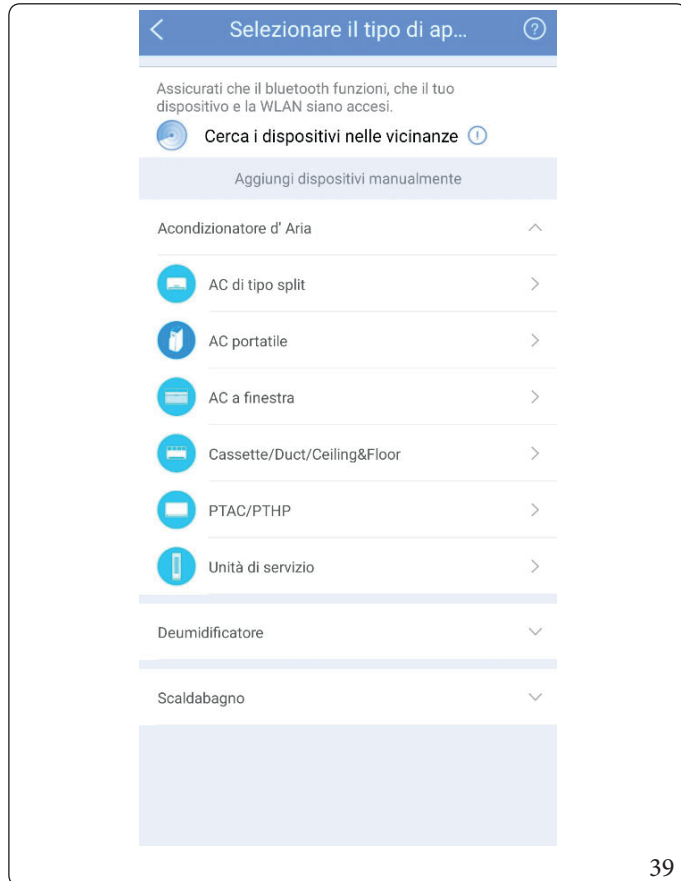 Selezionare il tipo di ap...
Assicurati che il bluetooth funzioni, che il tuo
dispositivo e la WLAN siano accesi.
Cerca i dispositivi nelle vicinanze
Aggiungi dispositivi manualmente
Acondizionatore d' Aria
AC di tipo split
AC portatile
AC a finestra
Cassette/Duct/Ceiling&Floor
PTAC/PTHP
Unità di servizio
Deumidificatore
Scaldabagno
39